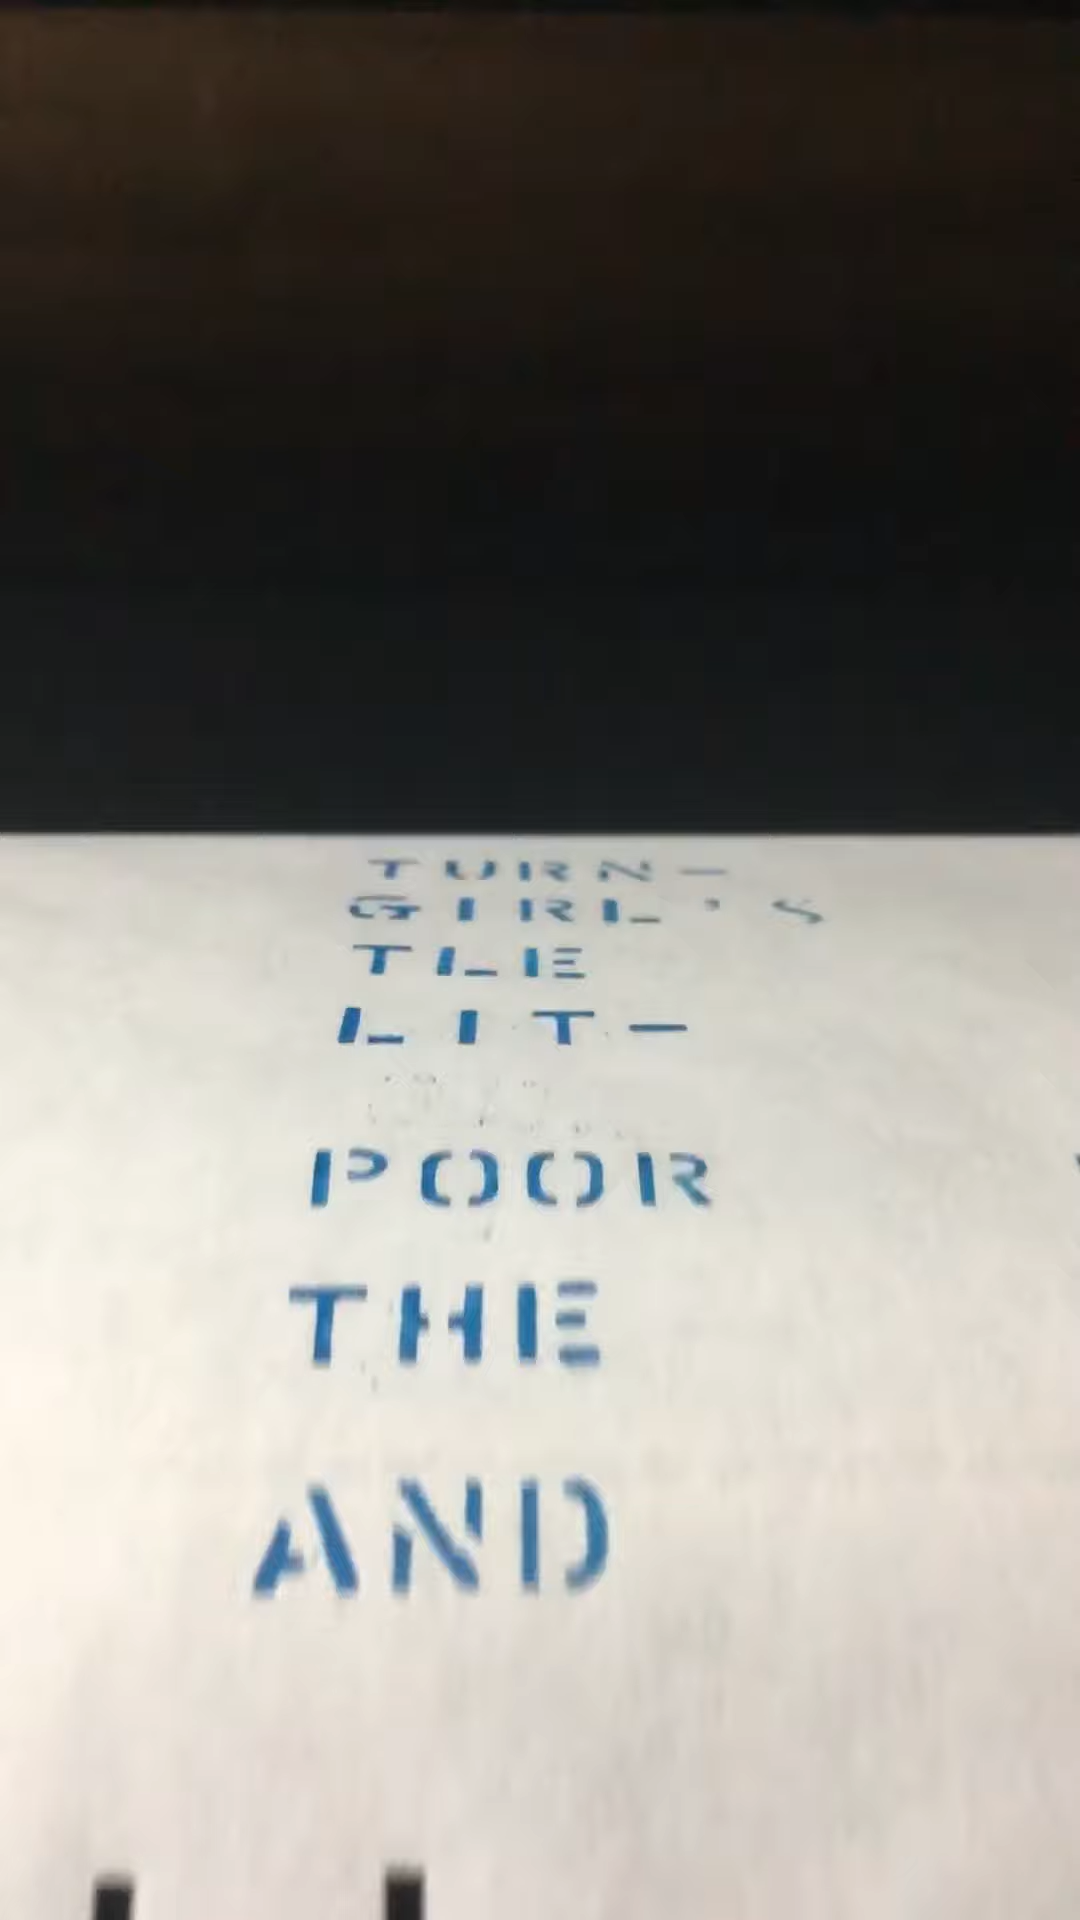 TURN-
GIRL'S
TLE
LIT-
POOR
THE
AND